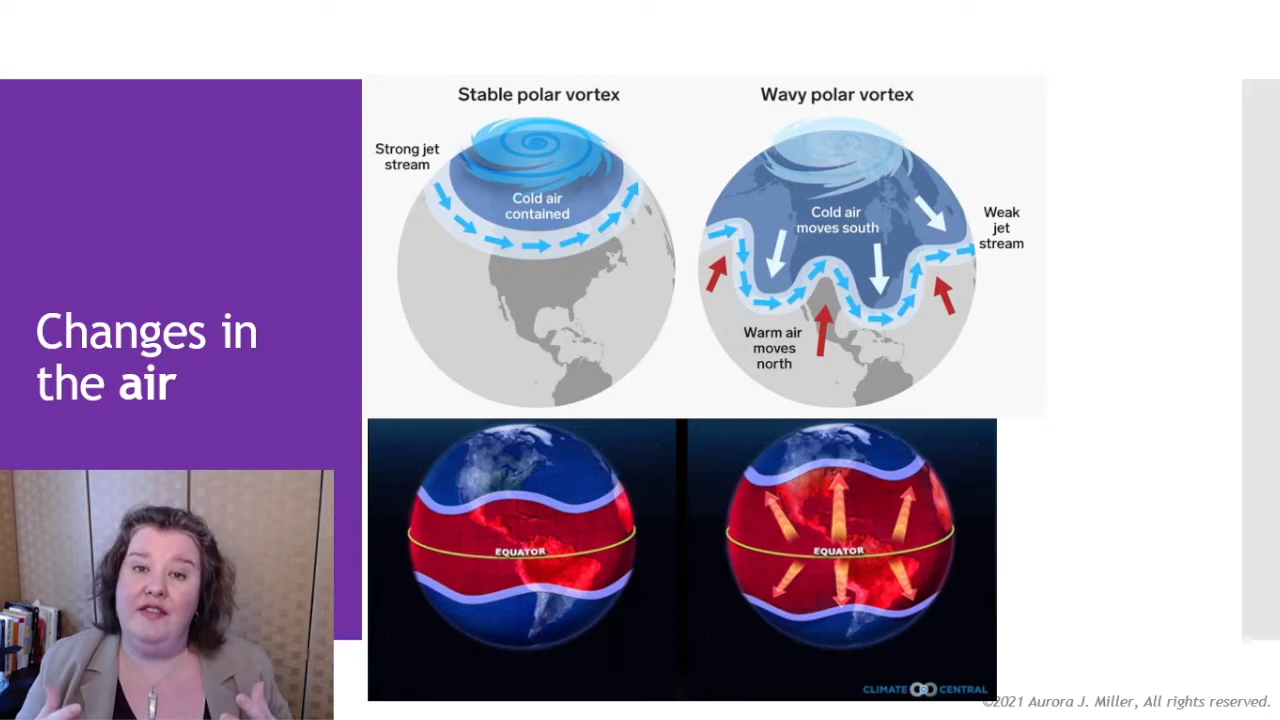 Changes in
the air
Stable polar vortex
Strong jet
stream
Cold air
contained
Wavy polar vortex
Cold air
moves south
Weak
jet
stream
Warm air
moves
north
EQUATOR
EQUATOR
CLIMATE CENTRAL
©2021 Aurora J. Miller, All rights reserved.